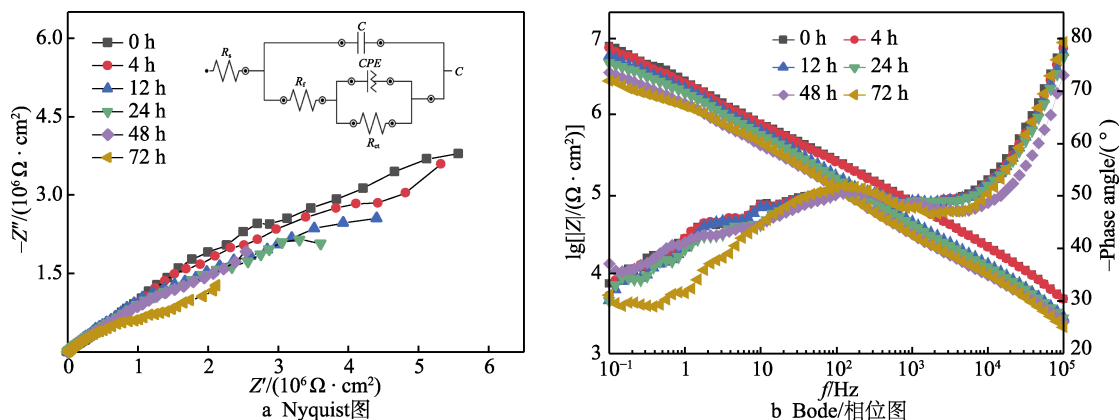 6.0
4.5
3.0
1.5
0
0 1 2 3 4 5 6
−Z″/(10⁶ Ω · cm²)
Z′/(10⁶ Ω · cm²)
0 h
4 h
12 h
24 h
48 h
72 h
Rs
C
CPE
Rf
Rct
C
a Nyquist图
7
6
5
4
3
lg[|Z|/(Ω · cm²)]
0 h 4 h
12 h 24 h
48 h 72 h
80
70
60
50
40
30
20
−Phase angle/(°)
10⁻¹ 1 10 10² 10³ 10⁴ 10⁵
f/Hz
b Bode/相位图